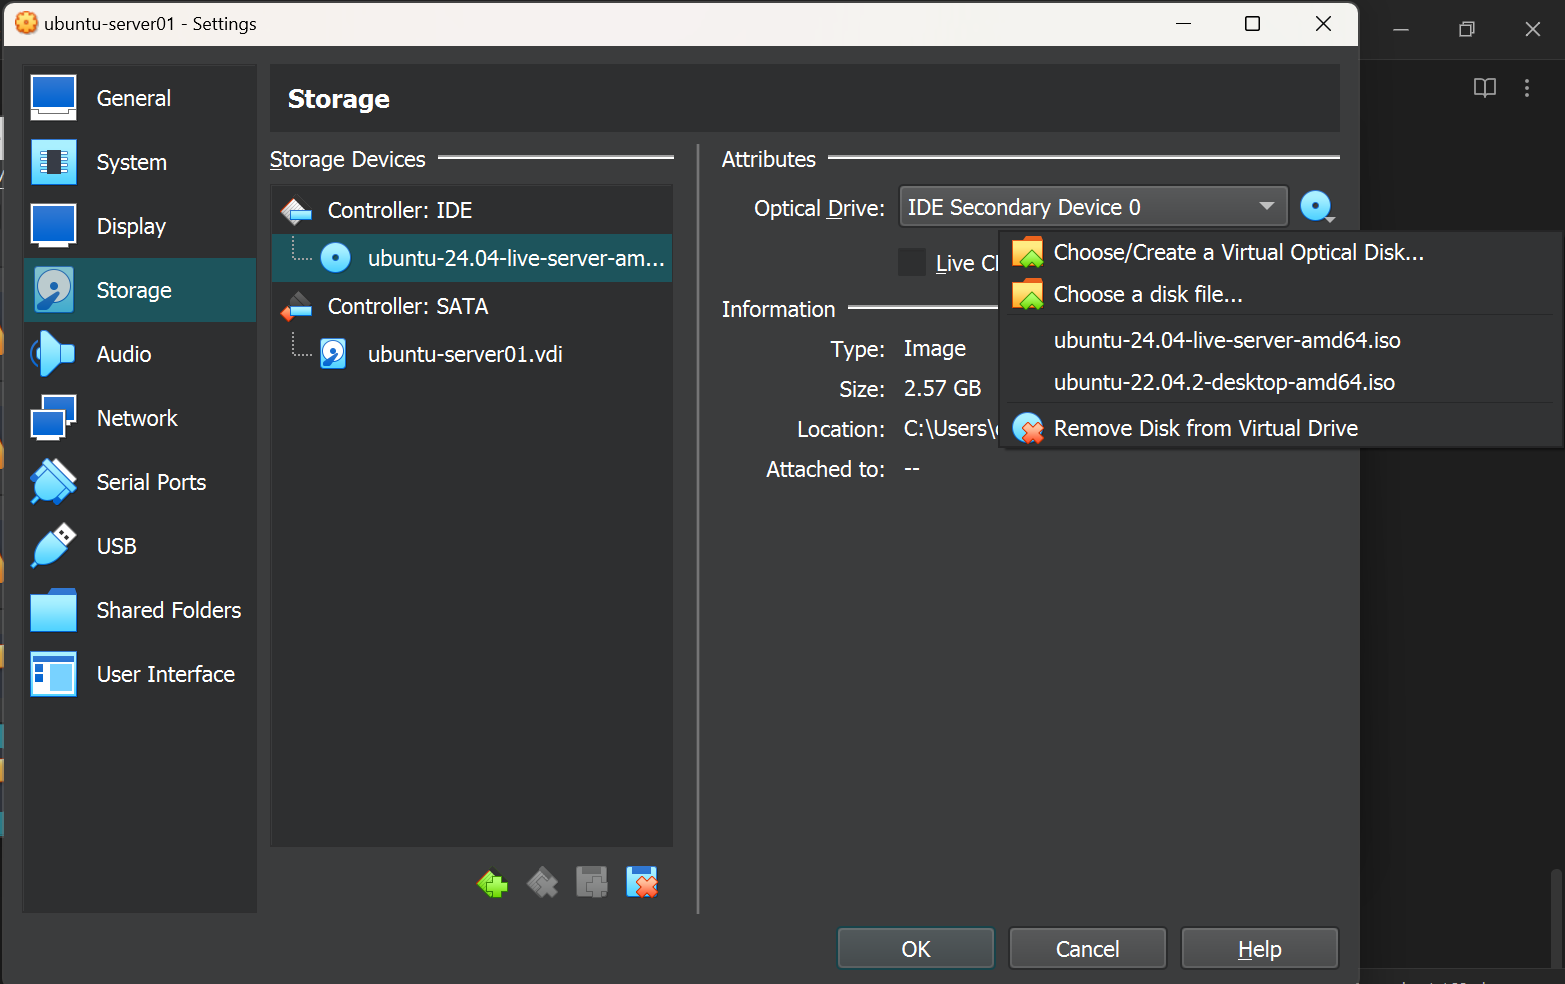 ubuntu-server01 - Settings
General
System
Display
Storage
Audio
Network
Serial Ports
USB
Shared Folders
User Interface
Storage
Storage Devices
Controller: IDE
ubuntu-24.04-live-server-am...
Controller: SATA
ubuntu-server01.vdi
Attributes
Optical Drive: IDE Secondary Device 0
Live
Information
Type: Image
Size: 2.57 GB
Location: C:\Users\
Attached to: --
Choose/Create a Virtual Optical Disk...
Choose a disk file...
ubuntu-24.04-live-server-amd64.iso
ubuntu-22.04.2-desktop-amd64.iso
Remove Disk from Virtual Drive
OK
Cancel
Help